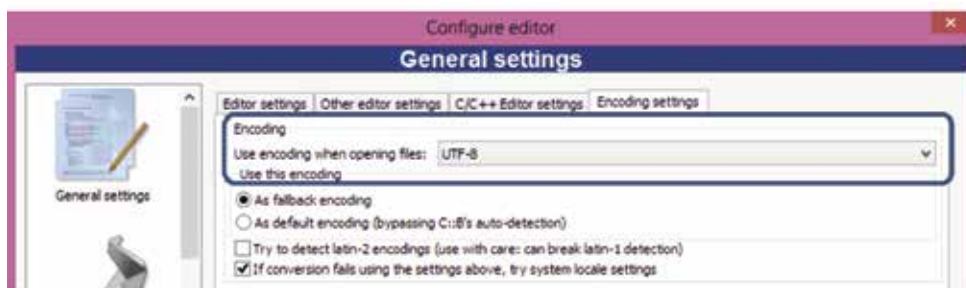 Configure editor
General settings
Editor settings Other editor settings C/C++ Editor settings Encoding settings
Encoding
Use encoding when opening files: UTF-8
Use this encoding
General settings
As fallback encoding
As default encoding (bypassing C::B's auto-detection)
Try to detect latin-2 encodings (use with care: can break latin-1 detection)
If conversion fails using the settings above, try system locale settings